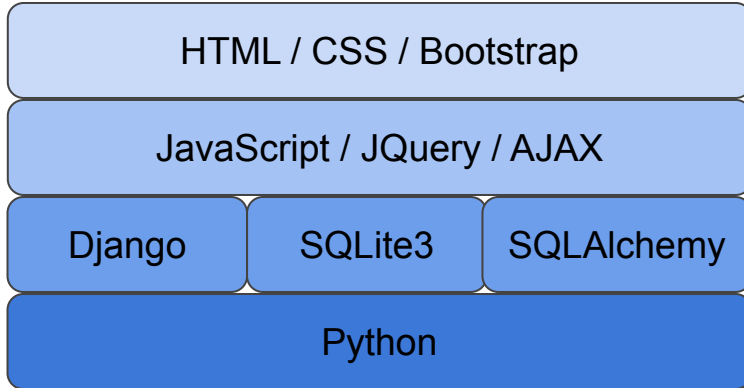 HTML / CSS / Bootstrap
JavaScript / JQuery / AJAX
Django
SQLite3
SQLAlchemy
Python